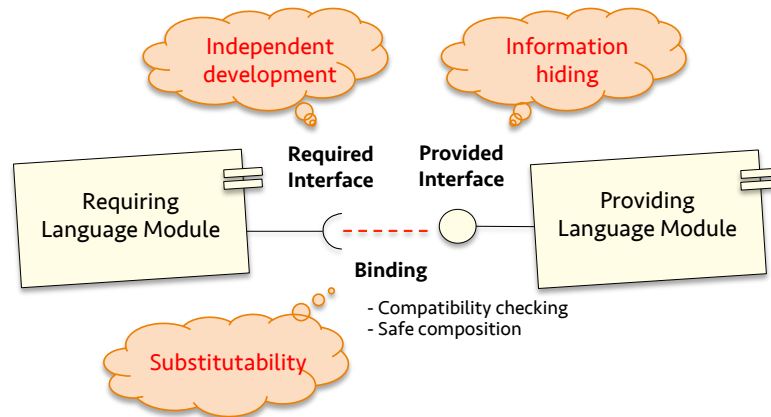 Independent
development
Information
hiding
Required
Interface
Provided
Interface
Requiring
Language Module
Providing
Language Module
Binding
- Compatibility checking
- Safe composition
Substitutability